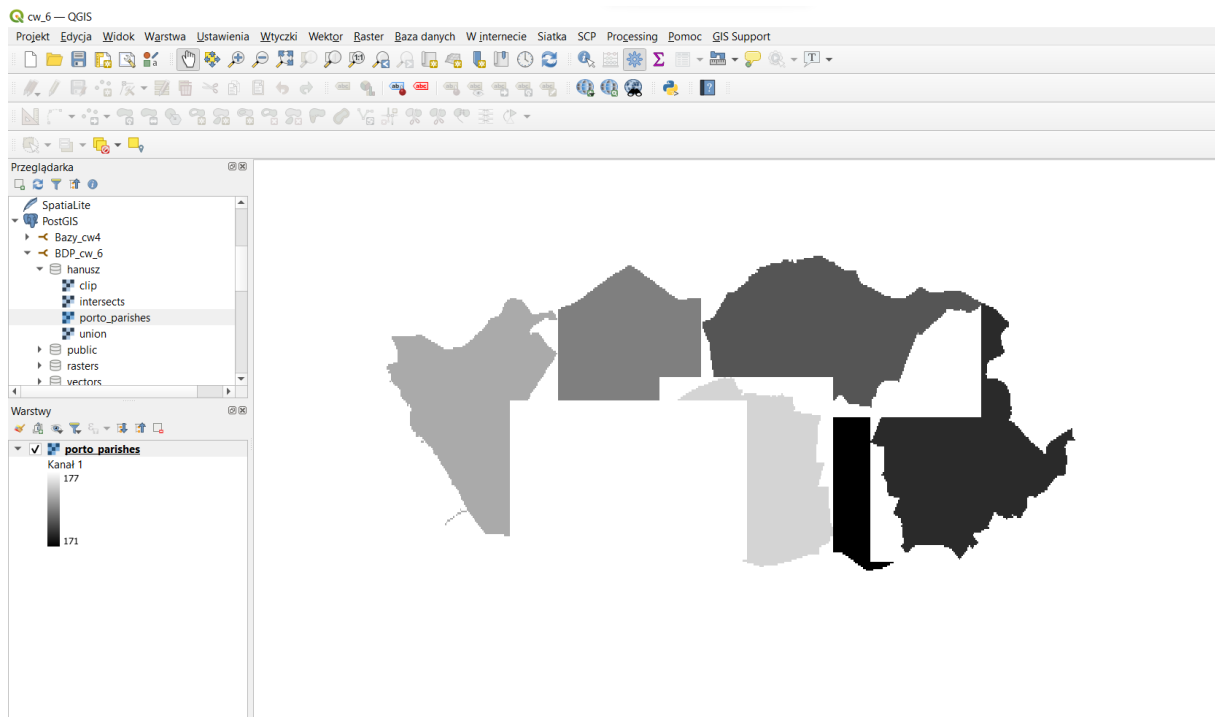 cw_6 — QGIS
Projekt Edycja Widok Warstwa Ustawienia Wtyczki Wektor Raster Baza danych W internecie Siatka SCP Processing Pomoc GIS Support
Przeglądarka
SpatiaLite
PostGIS
Bazy_cw4
BDP_cw_6
hanusz
clip
intersects
porto_parishes
union
public
rasters
vectors
Warstwy
porto_parishes
Kanał 1
177
171